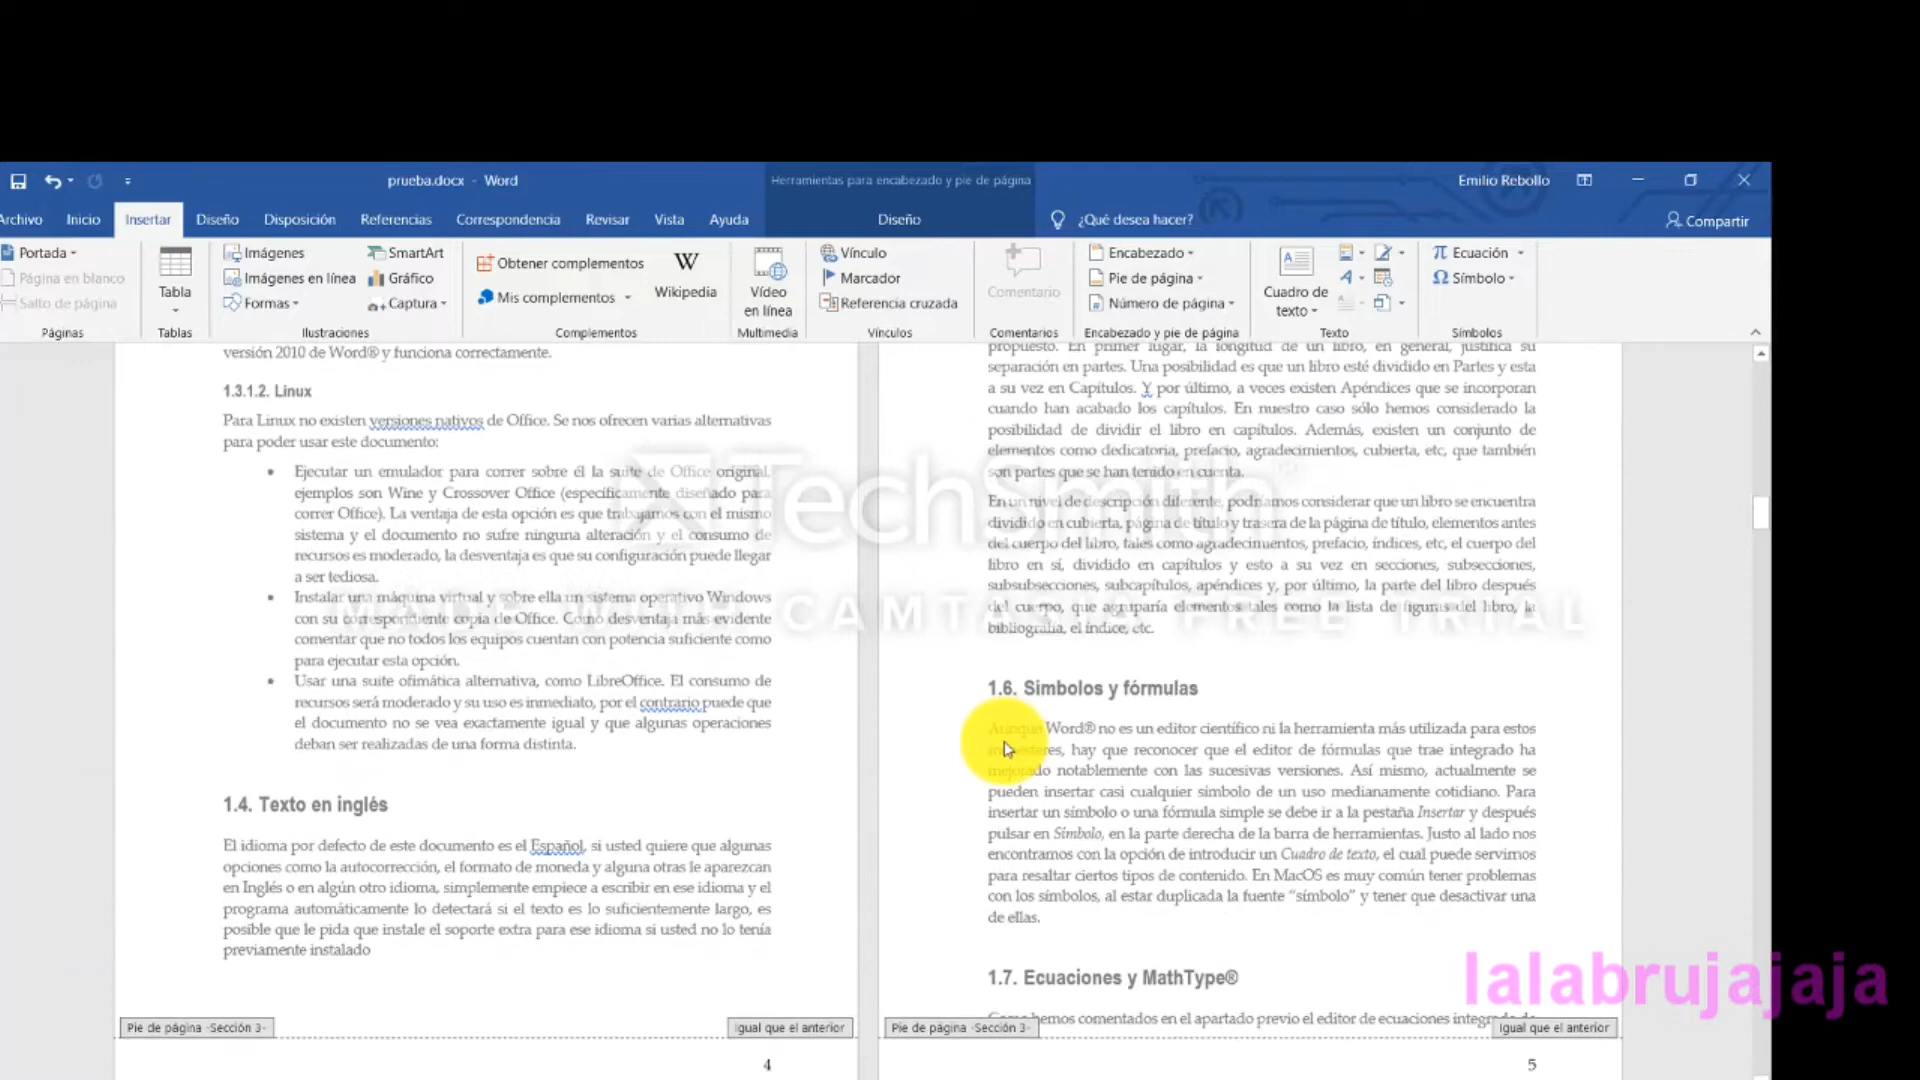 prueba.docx - Word
Herramientas para encabezado y pie de página
Emilio Rebollo
Archivo Inicio Insertar Diseño Disposición Referencias Correspondencia Revisar Vista Ayuda Diseño ¿Qué desea hacer? Compartir
Portada
Página en blanco
Salto de página
Páginas
Tabla
Tablas
Imágenes
Imágenes en línea
Formas
SmartArt
Gráfico
Captura
Ilustraciones
Obtener complementos
Mis complementos
W
Wikipedia
Complementos
Vídeo
en línea
Multimedia
Vínculo
Marcador
Referencia cruzada
Vínculos
Comentario
Comentarios
Encabezado
Pie de página
Número de página
Encabezado y pie de página
Cuadro de
texto
Texto
π Ecuación
Ω Símbolo
Símbolos
versión 2010 de Word® y funciona correctamente.
1.3.1.2. Linux
Para Linux no existen versiones nativos de Office. Se nos ofrecen varias alternativas
para poder usar este documento:
• Ejecutar un emulador para correr sobre él la suite de Office original,
ejemplos son Wine y Crossover Office (específicamente diseñado para
correr Office). La ventaja de esta opción es que trabajamos con el mismo
sistema y el documento no sufre ninguna alteración y el consumo de
recursos es moderado, la desventaja es que su configuración puede llegar
a ser tediosa.
• Instalar una máquina virtual y sobre ella un sistema operativo Windows
con su correspondiente copia de Office. Como desventaja más evidente
comentar que no todos los equipos cuentan con potencia suficiente como
para ejecutar esta opción.
• Usar una suite ofimática alternativa, como LibreOffice. El consumo de
recursos será moderado y su uso es inmediato, por el contrario puede que
el documento no se vea exactamente igual y que algunas operaciones
deban ser realizadas de una forma distinta.
1.4. Texto en inglés
El idioma por defecto de este documento es el Español, si usted quiere que algunas
opciones como la autocorrección, el formato de moneda y alguna otras le aparezcan
en Inglés o en algún otro idioma, simplemente empiece a escribir en ese idioma y el
programa automáticamente lo detectará si el texto es lo suficientemente largo, es
posible que le pida que instale el soporte extra para ese idioma si usted no lo tenía
previamente instalado
Pie de página -Sección 3-
Igual que el anterior
4
propuesto. En primer lugar, la longitud de un libro, en general, justifica su
separación en partes. Una posibilidad es que un libro esté dividido en Partes y esta
a su vez en Capítulos. Y por último, a veces existen Apéndices que se incorporan
cuando han acabado los capítulos. En nuestro caso sólo hemos considerado la
posibilidad de dividir el libro en capítulos. Además, existen un conjunto de
elementos como dedicatoria, prefacio, agradecimientos, cubierta, etc, que también
son partes que se han tenido en cuenta.
En un nivel de descripción diferente, podríamos considerar que un libro se encuentra
dividido en cubierta, página de título y trasera de la página de título, elementos antes
del cuerpo del libro, tales como agradecimientos, prefacio, índices, etc, el cuerpo del
libro en sí, dividido en capítulos y esto a su vez en secciones, subsecciones,
subsubsecciones, subcapítulos, apéndices y, por último, la parte del libro después
del cuerpo, que agruparía elementos tales como la lista de figuras del libro, la
bibliografía, el índice, etc.
1.6. Símbolos y fórmulas
Aunque Word® no es un editor científico ni la herramienta más utilizada para estos
menesteres, hay que reconocer que el editor de fórmulas que trae integrado ha
mejorado notablemente con las sucesivas versiones. Así mismo, actualmente se
pueden insertar casi cualquier símbolo de un uso medianamente cotidiano. Para
insertar un símbolo o una fórmula simple se debe ir a la pestaña Insertar y después
pulsar en Símbolo, en la parte derecha de la barra de herramientas. Justo al lado nos
encontramos con la opción de introducir un Cuadro de texto, el cual puede servirnos
para resaltar ciertos tipos de contenido. En MacOS es muy común tener problemas
con los símbolos, al estar duplicada la fuente “símbolo” y tener que desactivar una
de ellas.
1.7. Ecuaciones y MathType®
Como hemos comentados en el apartado previo el editor de ecuaciones integrado de
Pie de página -Sección 3-
Igual que el anterior
5
TechSmith
MADE WITH CAMTASIA FREE TRIAL
lalabrujajaja